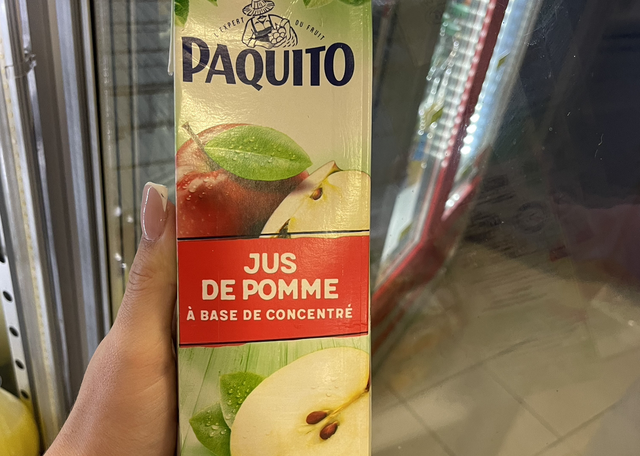 L'EXPERT DU FRUIT
PAQUITO
JUS
DE POMME
À BASE DE CONCENTRÉ